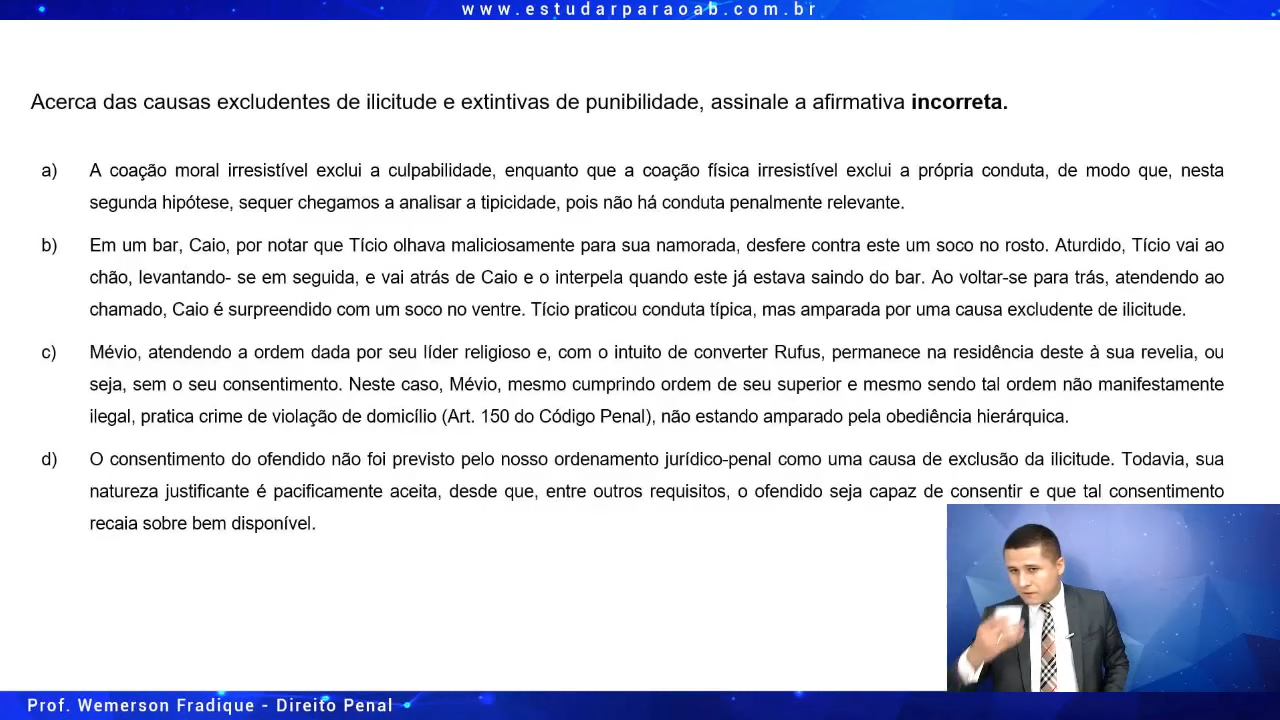 www.estudarparaoab.com.br
Acerca das causas excludentes de ilicitude e extintivas de punibilidade, assinale a afirmativa incorreta.
a) A coação moral irresistível exclui a culpabilidade, enquanto que a coação física irresistível exclui a própria conduta, de modo que, nesta
segunda hipótese, sequer chegamos a analisar a tipicidade, pois não há conduta penalmente relevante.
b) Em um bar, Caio, por notar que Tício olhava maliciosamente para sua namorada, desfere contra este um soco no rosto. Aturdido, Tício vai ao
chão, levantando- se em seguida, e vai atrás de Caio e o interpela quando este já estava saindo do bar. Ao voltar-se para trás, atendendo ao
chamado, Caio é surpreendido com um soco no ventre. Tício praticou conduta típica, mas amparada por uma causa excludente de ilicitude.
c) Mévio, atendendo a ordem dada por seu líder religioso e, com o intuito de converter Rufus, permanece na residência deste à sua revelia, ou
seja, sem o seu consentimento. Neste caso, Mévio, mesmo cumprindo ordem de seu superior e mesmo sendo tal ordem não manifestamente
ilegal, pratica crime de violação de domicílio (Art. 150 do Código Penal), não estando amparado pela obediência hierárquica.
d) O consentimento do ofendido não foi previsto pelo nosso ordenamento jurídico-penal como uma causa de exclusão da ilicitude. Todavia, sua
natureza justificante é pacificamente aceita, desde que, entre outros requisitos, o ofendido seja capaz de consentir e que tal consentimento
recaia sobre bem disponível.
Prof. Wemerson Fradique - Direito Penal